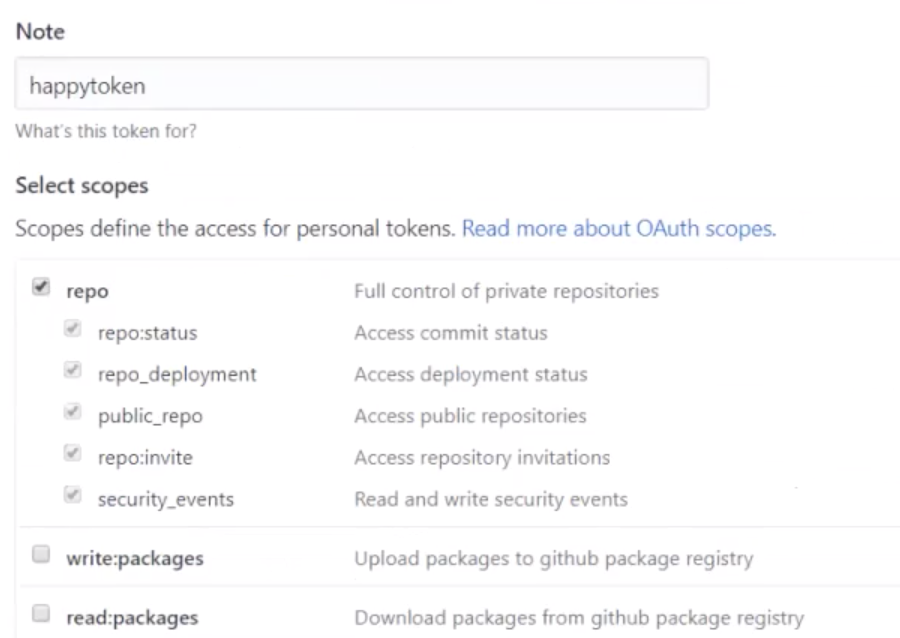 Note
happytoken
What's this token for?
Select scopes
Scopes define the access for personal tokens. Read more about OAuth scopes.
repo Full control of private repositories
repo:status Access commit status
repo_deployment Access deployment status
public_repo Access public repositories
repo:invite Access repository invitations
security_events Read and write security events
write:packages Upload packages to github package registry
read:packages Download packages from github package registry